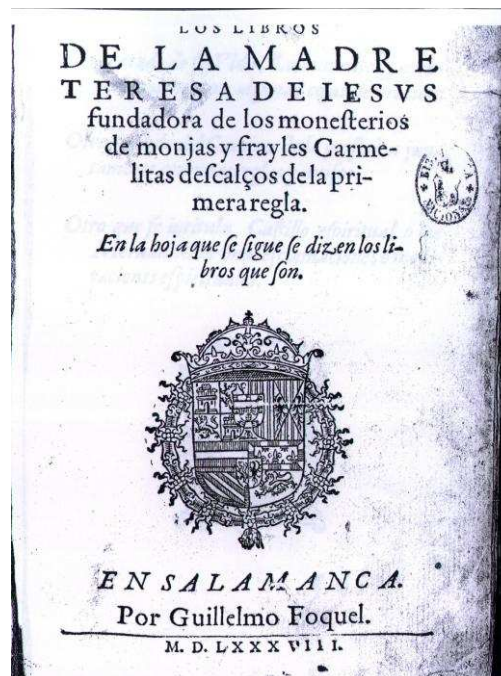 LOS LIBROS
DE LA MADRE
TERESA DE IESVS
fundadora de los moneſterios
de monjas y frayles Carme-
litas deſcalços de la pri-
mera regla.
En la hoja que ſe ſigue ſe dizen los li-
bros que ſon.
EN SALAMANCA.
Por Guillelmo Foquel.
M. D. LXXXVIII.